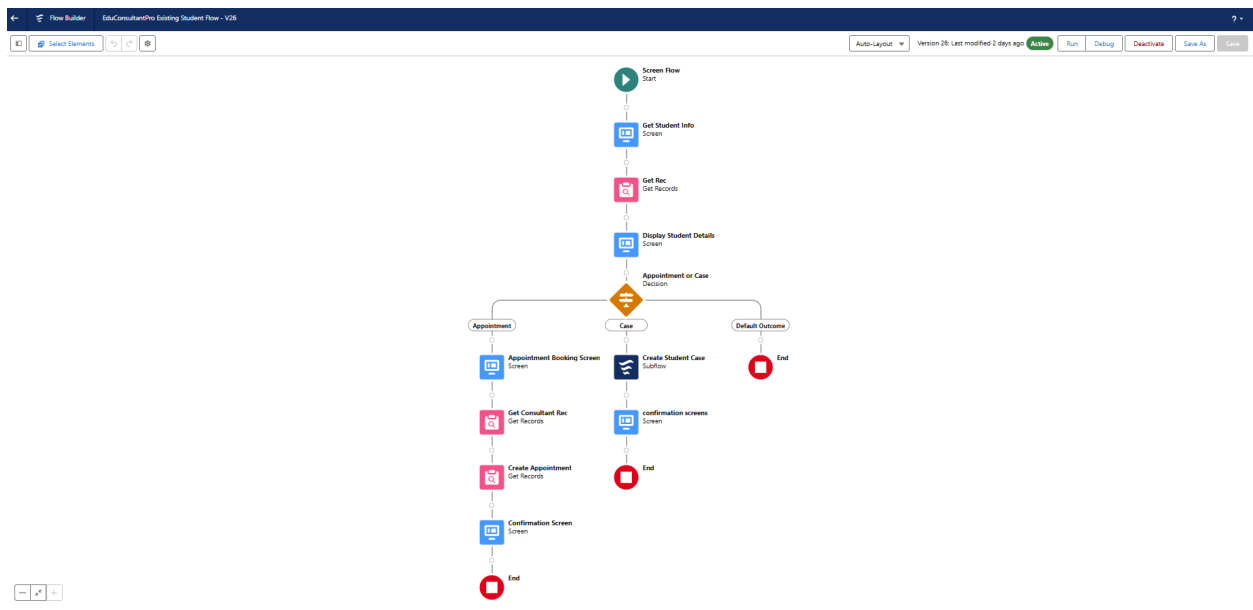 Flow Builder
EduConsultantPro Existing Student Flow - V26
?
Select Elements
Auto-Layout
Version 26: Last modified 2 days ago
Active
Run
Debug
Deactivate
Save As
Save
Screen Flow
Start
Get Student Info
Screen
Get Rec
Get Records
Display Student Details
Screen
Appointment or Case
Decision
Appointment
Case
Default Outcome
Appointment Booking Screen
Screen
Create Student Case
Subflow
End
Get Consultant Rec
Get Records
confirmation screens
Screen
Create Appointment
Get Records
End
Confirmation Screen
Screen
End